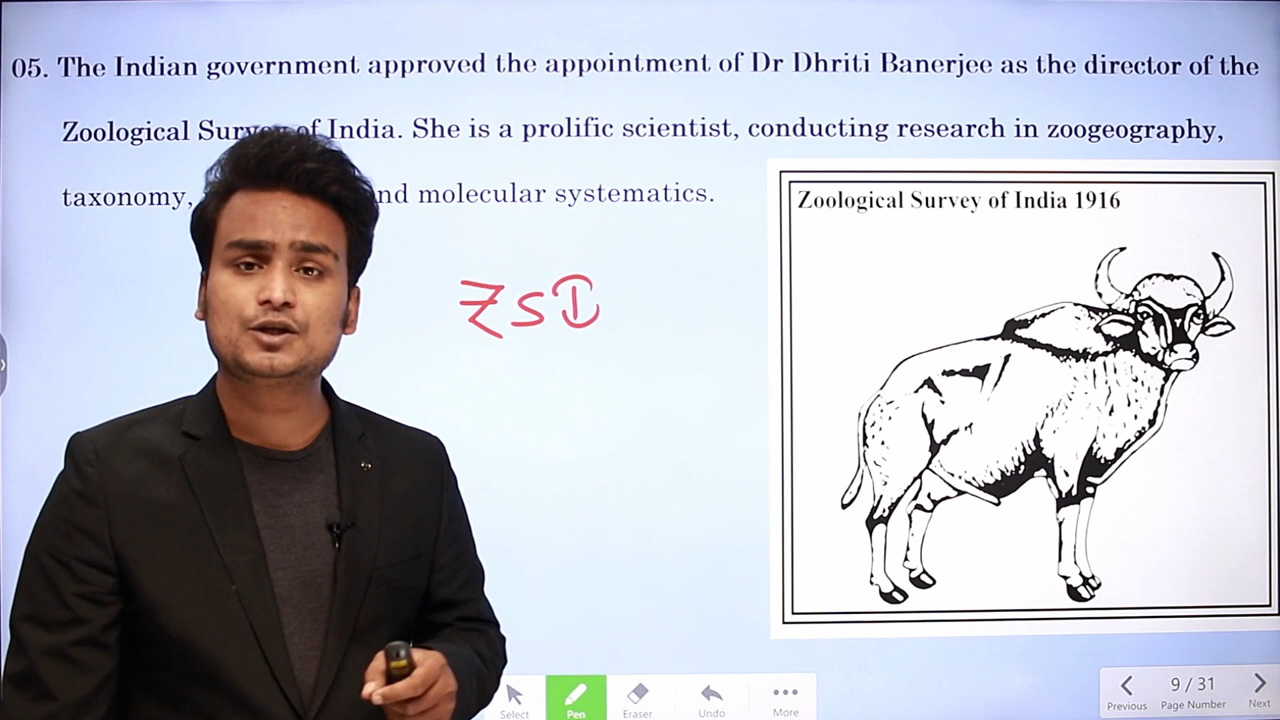 05. The Indian government approved the appointment of Dr Dhriti Banerjee as the director of the
Zoological Survey of India. She is a prolific scientist, conducting research in zoogeography,
taxonomy, nd molecular systematics.
Zoological Survey of India 1916
ZSI
Select
Pen
Eraser
Undo
More
Previous
9 / 31
Page Number
Next